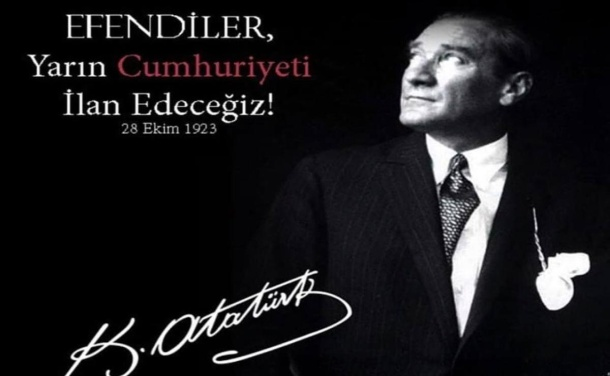 EFENDİLER,
Yarın Cumhuriyeti
İlan Edeceğiz!
28 Ekim 1923
K. Atatürk